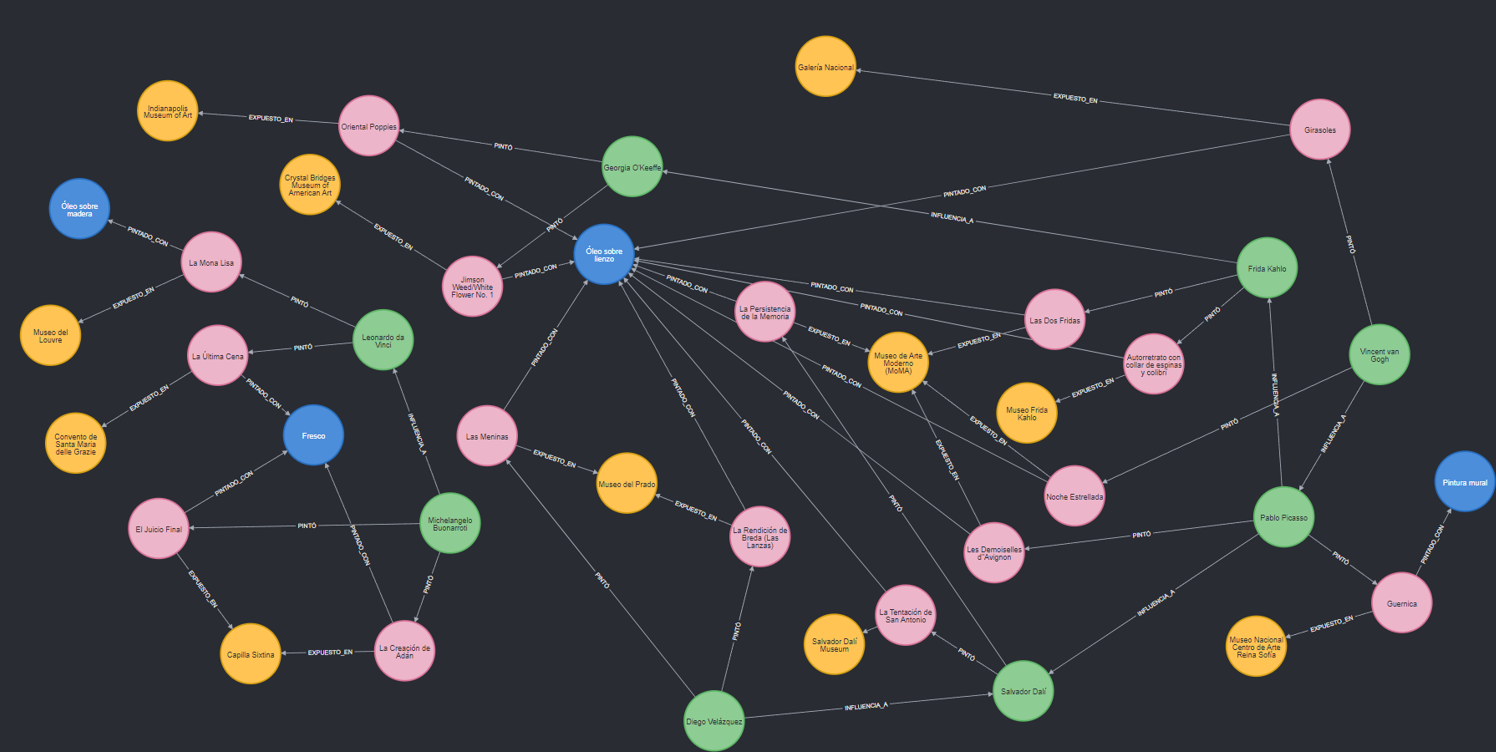 Galería Nacional
EXPUESTO_EN
Girasoles
Indianapolis
Museum of Art
EXPUESTO_EN
Oriental Poppies
PINTÓ
Georgia O'Keeffe
Crystal Bridges
Museum of
American Art
PINTADO_CON
PINTADO_CON
Óleo sobre
madera
PINTÓ
INFLUENCIA_A
PINTADO_CON
EXPUESTO_EN
PINTÓ
Óleo sobre
lienzo
La Mona Lisa
Jimson
Weed/White
Flower No. 1
PINTADO_CON
Frida Kahlo
EXPUESTO_EN
PINTÓ
PINTADO_CON
PINTADO_CON
PINTÓ
La Persistencia
de la Memoria
PINTADO_CON
PINTÓ
Las Dos Fridas
Museo del
Louvre
Leonardo da
Vinci
EXPUESTO_EN
EXPUESTO_EN
La Última Cena
PINTÓ
PINTADO_CON
Museo de Arte
Moderno
(MoMA)
Autorretrato con
collar de espinas
y colibrí
Vincent van
Gogh
EXPUESTO_EN
PINTADO_CON
PINTADO_CON
PINTADO_CON
PINTADO_CON
EXPUESTO_EN
INFLUENCIA_A
Museo Frida
Kahlo
Convento de
Santa Maria
delle Grazie
Fresco
INFLUENCIA_A
Las Meninas
PINTADO_CON
EXPUESTO_EN
PINTÓ
INFLUENCIA_A
EXPUESTO_EN
EXPUESTO_EN
PINTADO_CON
Museo del Prado
Noche Estrellada
Pintura mural
PINTÓ
EXPUESTO_EN
El Juicio Final
PINTÓ
Michelangelo
Buonarroti
La Rendición de
Breda (Las
Lanzas)
Pablo Picasso
PINTADO_CON
PINTÓ
Les Demoiselles
d"Avignon
PINTÓ
PINTADO_CON
EXPUESTO_EN
PINTÓ
PINTÓ
INFLUENCIA_A
Guernica
La Tentación de
San Antonio
EXPUESTO_EN
PINTÓ
Capilla Sixtina
EXPUESTO_EN
La Creación de
Adán
Salvador Dalí
Museum
PINTÓ
Museo Nacional
Centro de Arte
Reina Sofía
Salvador Dalí
INFLUENCIA_A
Diego Velázquez